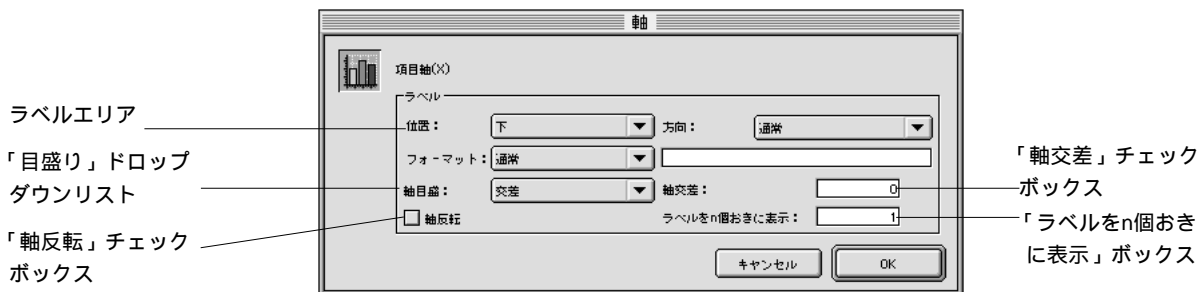 軸
項目軸(X)
ラベル
位置：
下
方向：
通常
フォーマット：
通常
軸目盛：
交差
軸交差：
0
軸反転
ラベルをn個おきに表示：
1
キャンセル
OK
ラベルエリア
「目盛り」ドロップ
ダウンリスト
「軸反転」チェック
ボックス
「軸交差」チェック
ボックス
「ラベルをn個おき
に表示」ボックス